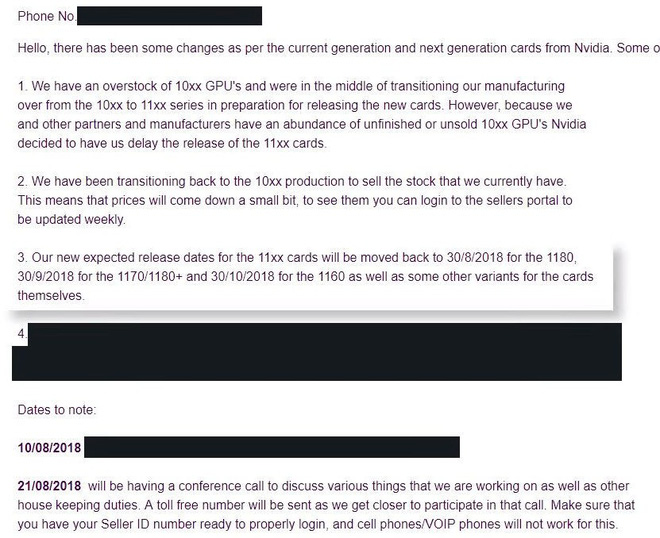 Phone No.
Hello, there has been some changes as per the current generation and next generation cards from Nvidia. Some o
1. We have an overstock of 10xx GPU's and were in the middle of transitioning our manufacturing
over from the 10xx to 11xx series in preparation for releasing the new cards. However, because we
and other partners and manufacturers have an abundance of unfinished or unsold 10xx GPU's Nvidia
decided to have us delay the release of the 11xx cards.
2. We have been transitioning back to the 10xx production to sell the stock that we currently have.
This means that prices will come down a small bit, to see them you can login to the sellers portal to
be updated weekly.
3. Our new expected release dates for the 11xx cards will be moved back to 30/8/2018 for the 1180,
30/9/2018 for the 1170/1180+ and 30/10/2018 for the 1160 as well as some other variants for the cards
themselves.
4.
Dates to note:
10/08/2018
21/08/2018 will be having a conference call to discuss various things that we are working on as well as other
house keeping duties. A toll free number will be sent as we get closer to participate in that call. Make sure that
you have your Seller ID number ready to properly login, and cell phones/VOIP phones will not work for this.